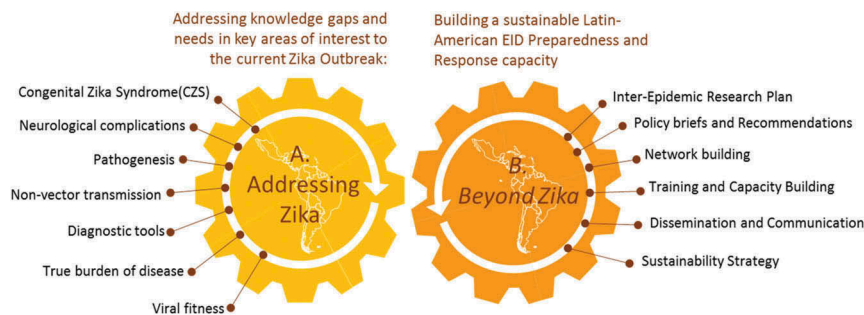 Addressing knowledge gaps and
needs in key areas of interest to
the current Zika Outbreak:
Congenital Zika Syndrome(CZS)
Neurological complications
Pathogenesis
Non-vector transmission
Diagnostic tools
True burden of disease
Viral fitness
A.
Addressing
Zika
Building a sustainable Latin-
American EID Preparedness and
Response capacity
B.
Beyond Zika
Inter-Epidemic Research Plan
Policy briefs and Recommendations
Network building
Training and Capacity Building
Dissemination and Communication
Sustainability Strategy